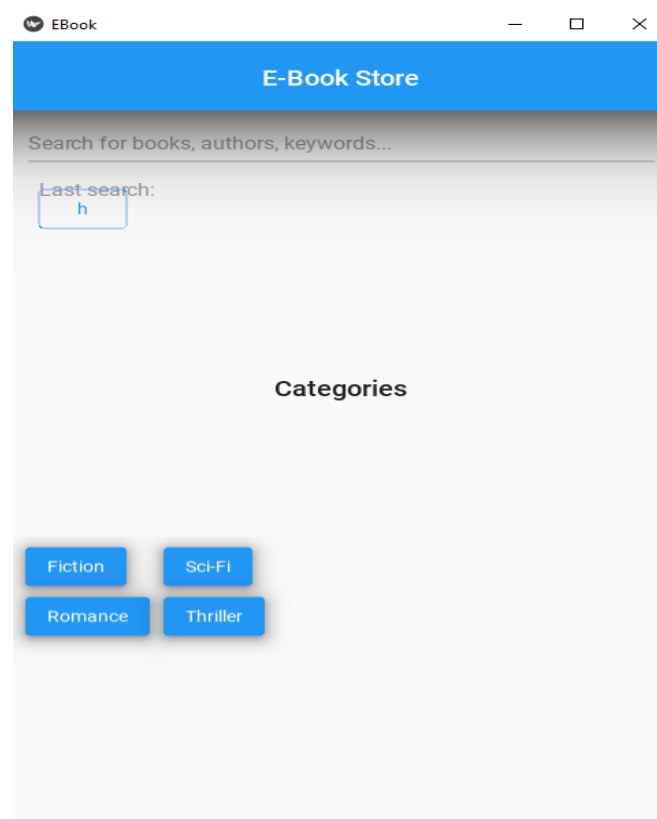 EBook
E-Book Store
Search for books, authors, keywords...
Last search:
h
Categories
Fiction Sci-Fi
Romance Thriller